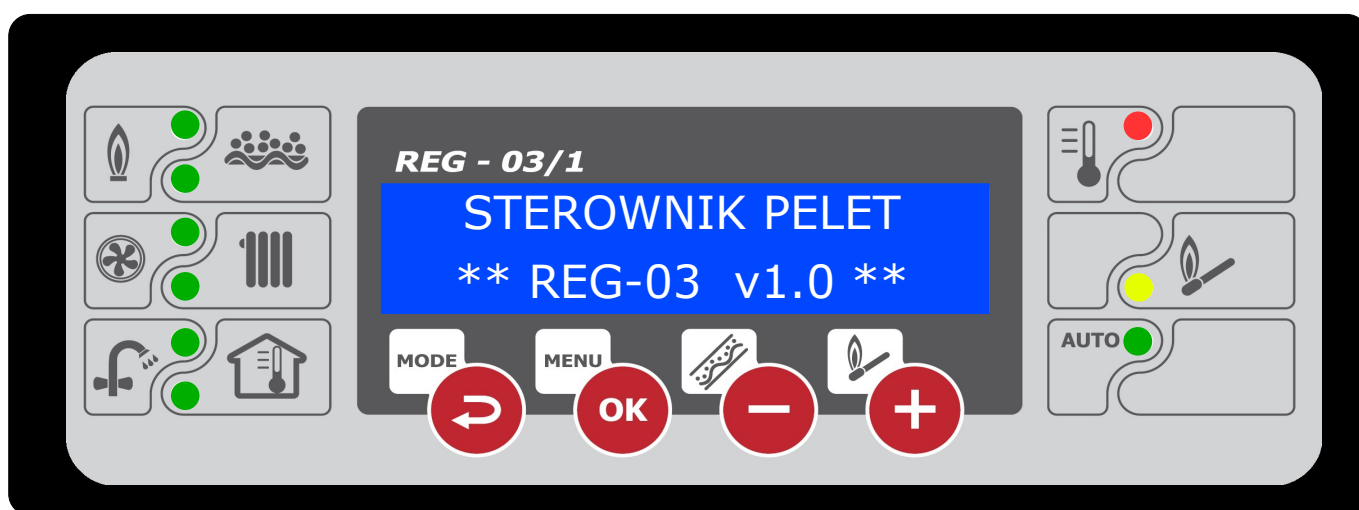 REG - 03/1
STEROWNIK PELET
** REG-03 v1.0 **
MODE
MENU
OK
AUTO